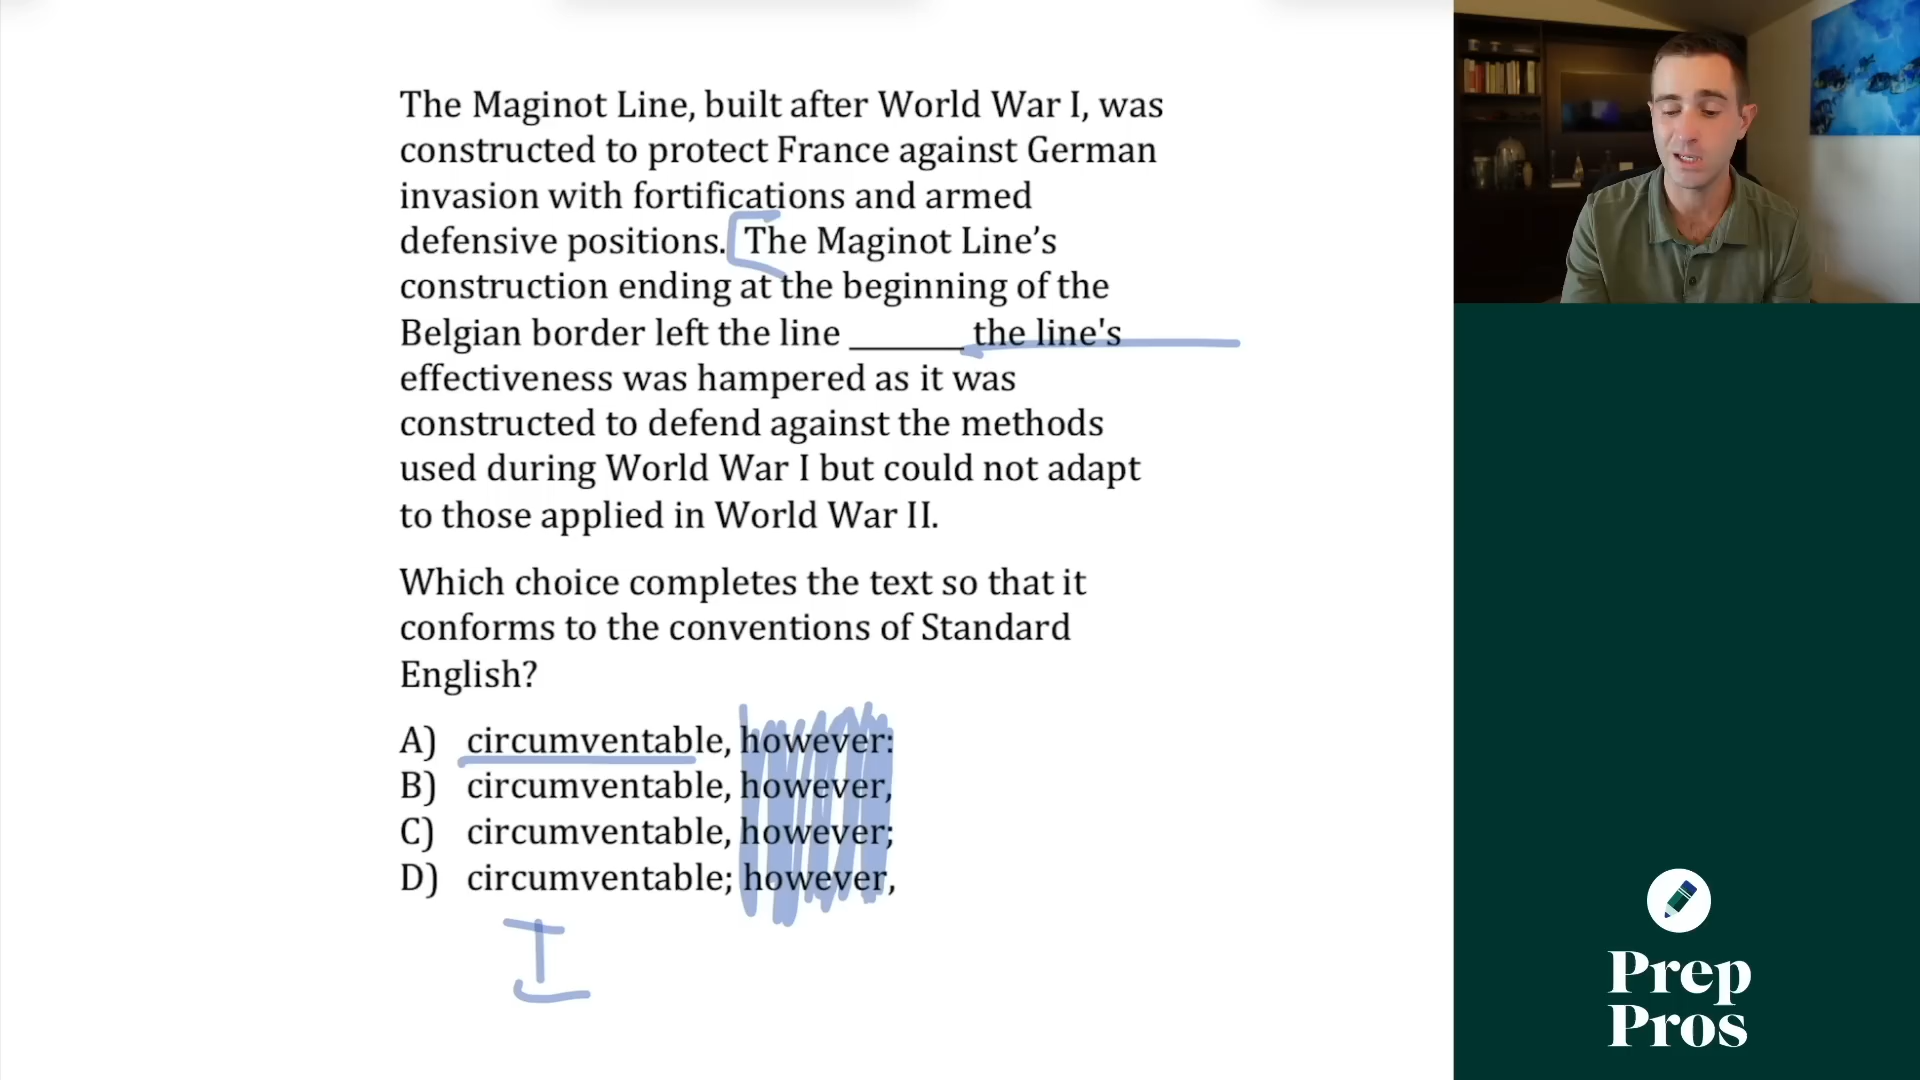 The Maginot Line, built after World War I, was
constructed to protect France against German
invasion with fortifications and armed
defensive positions. The Maginot Line’s
construction ending at the beginning of the
Belgian border left the line ______ the line's
effectiveness was hampered as it was
constructed to defend against the methods
used during World War I but could not adapt
to those applied in World War II.
Which choice completes the text so that it
conforms to the conventions of Standard
English?
A) circumventable, however:
B) circumventable, however,
C) circumventable, however;
D) circumventable; however,
I
Prep
Pros